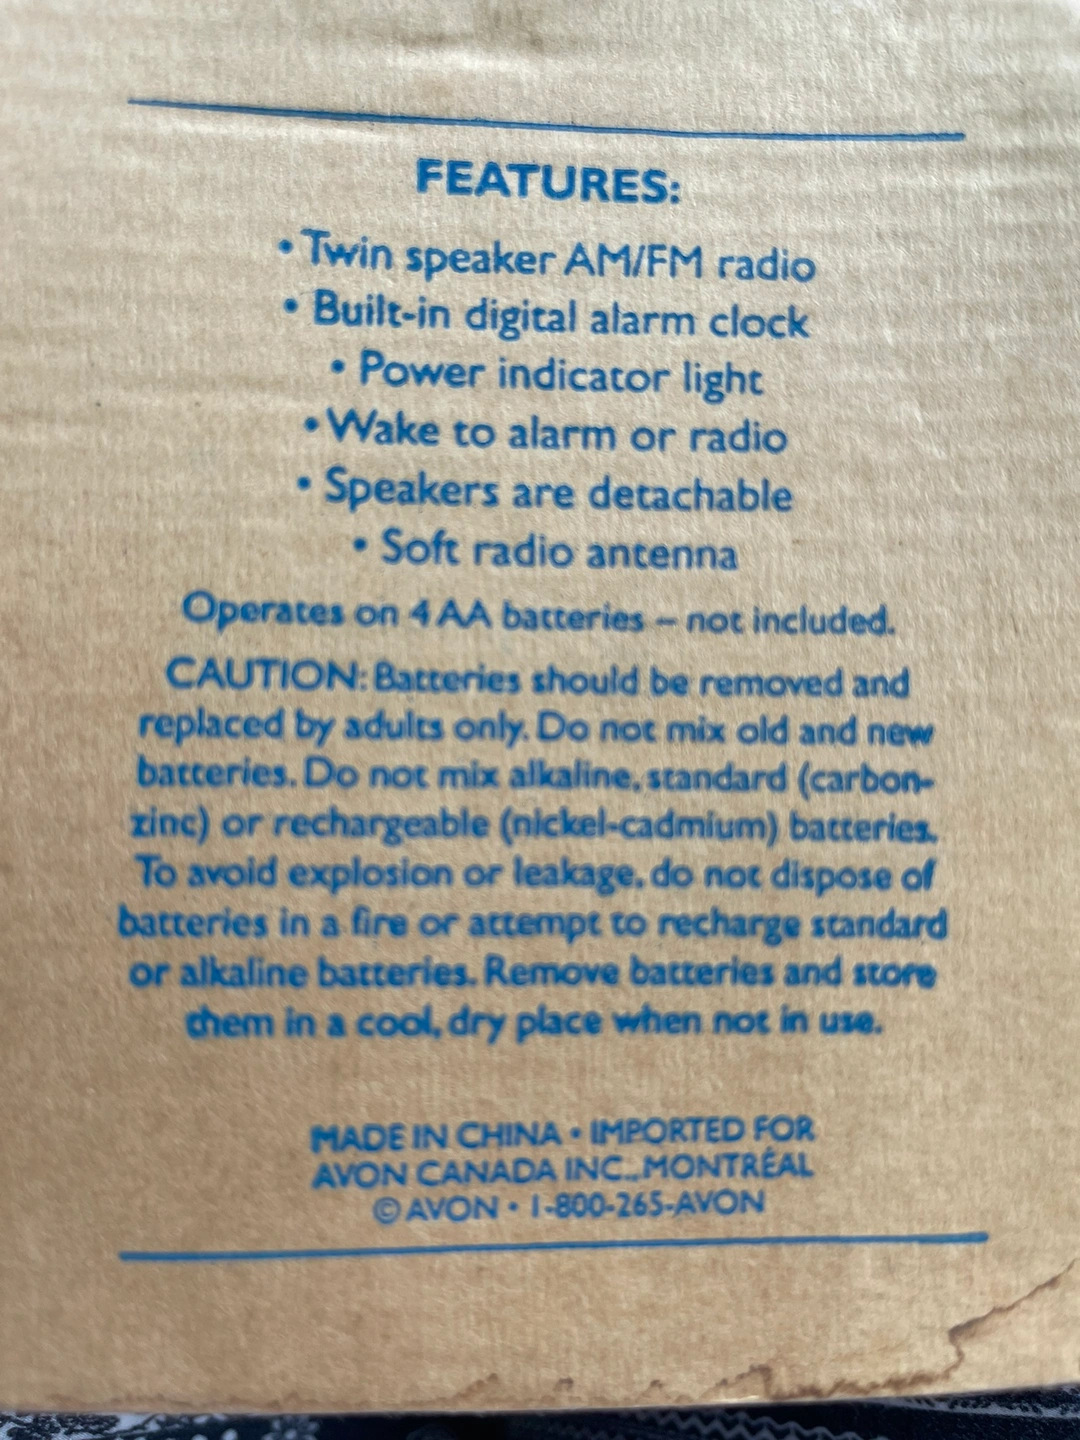 FEATURES:
• Twin speaker AM/FM radio
• Built-in digital alarm clock
• Power indicator light
• Wake to alarm or radio
• Speakers are detachable
• Soft radio antenna
Operates on 4 AA batteries – not included.
CAUTION: Batteries should be removed and
replaced by adults only. Do not mix old and new
batteries. Do not mix alkaline, standard (carbon-
zinc) or rechargeable (nickel-cadmium) batteries.
To avoid explosion or leakage, do not dispose of
batteries in a fire or attempt to recharge standard
or alkaline batteries. Remove batteries and store
them in a cool, dry place when not in use.
MADE IN CHINA • IMPORTED FOR
AVON CANADA INC., MONTRÉAL
© AVON • 1-800-265-AVON